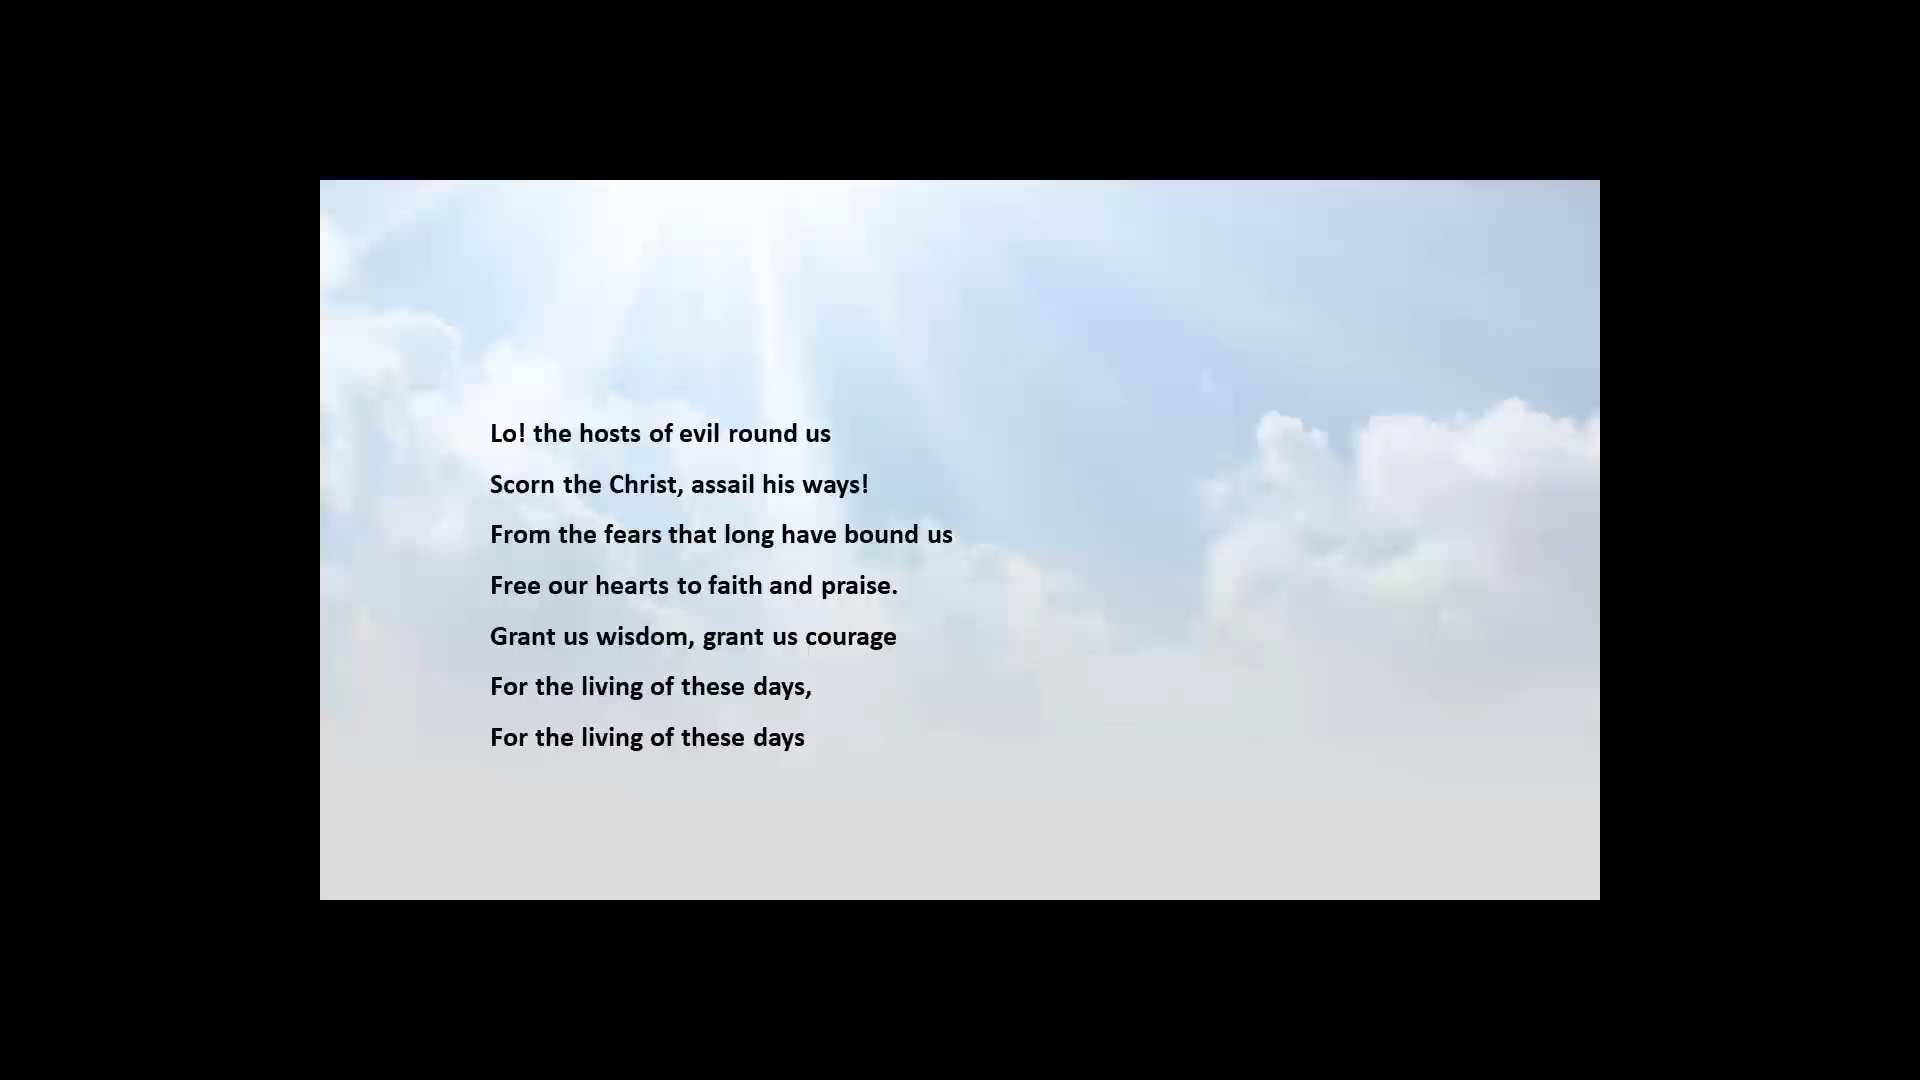 Lo! the hosts of evil round us
Scorn the Christ, assail his ways!
From the fears that long have bound us
Free our hearts to faith and praise.
Grant us wisdom, grant us courage
For the living of these days,
For the living of these days